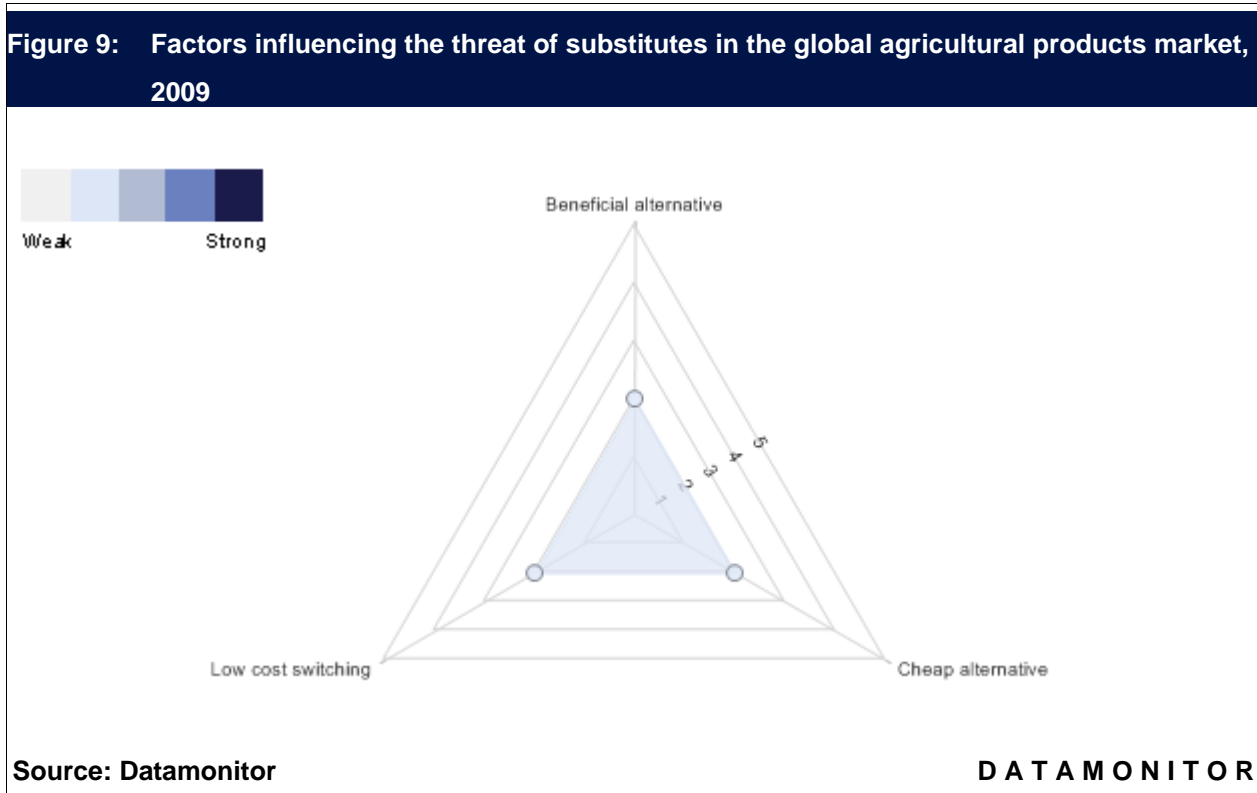 Figure 9: Factors influencing the threat of substitutes in the global agricultural products market,
2009
Weak Strong
Beneficial alternative
5
4
3
2
1
Low cost switching Cheap alternative
Source: Datamonitor DATAMONITOR